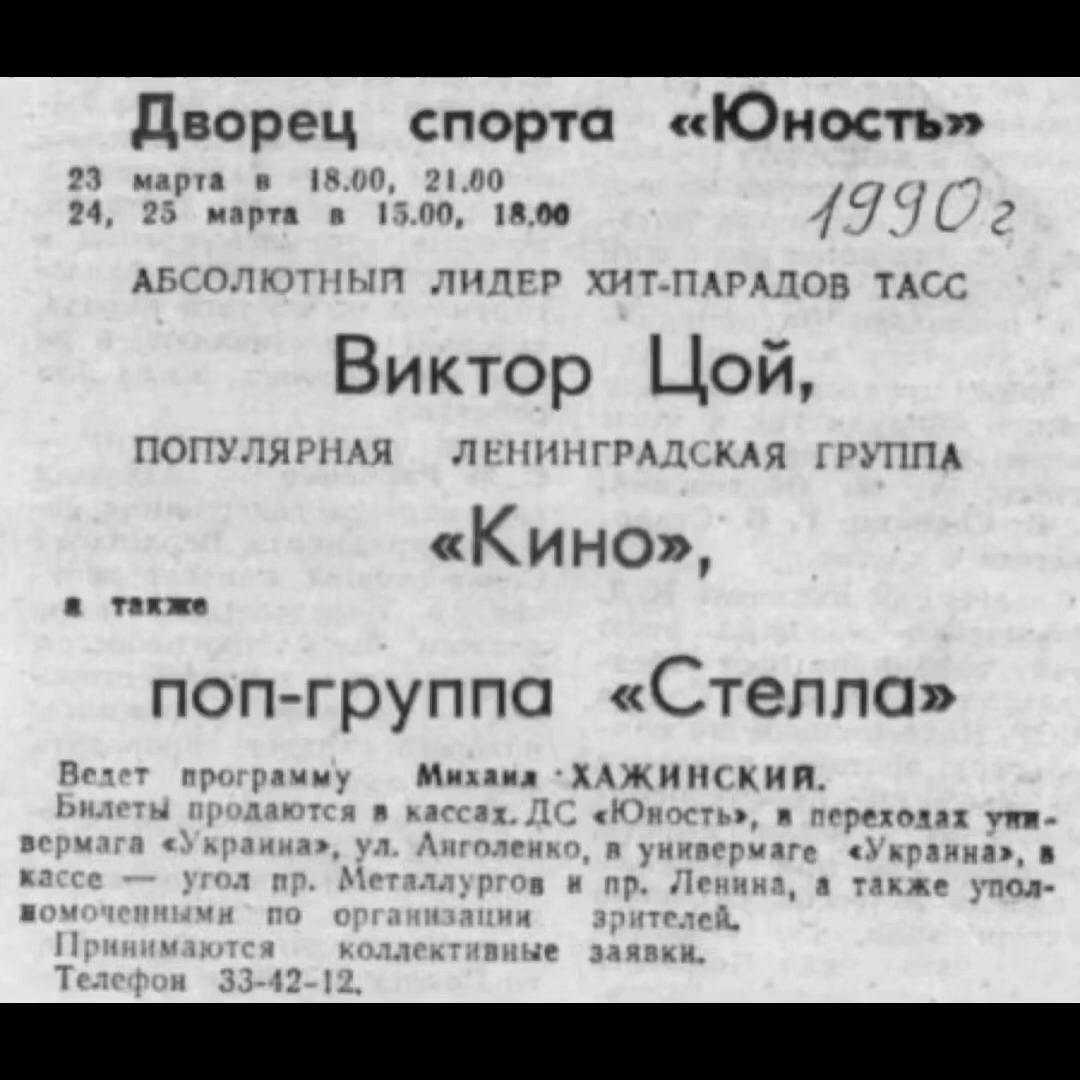 Дворец спорта «Юность»
23 марта в 18.00, 21.00
24, 25 марта в 15.00, 18.00
1990г
АБСОЛЮТНЫЙ ЛИДЕР ХИТ-ПАРАДОВ ТАСС
Виктор Цой,
ПОПУЛЯРНАЯ ЛЕНИНГРАДСКАЯ ГРУППА
«Кино»,
а также
поп-группа «Стелла»
Ведет программу Михаил ХАЖИНСКИЙ.
Билеты продаются в кассах ДС «Юность», в переходах уни-
вермага «Украина», ул. Анголенко, в универмаге «Украина», в
кассе — угол пр. Металлургов и пр. Ленина, а также упол-
номоченными по организации зрителей.
Принимаются коллективные заявки.
Телефон 33-42-12.